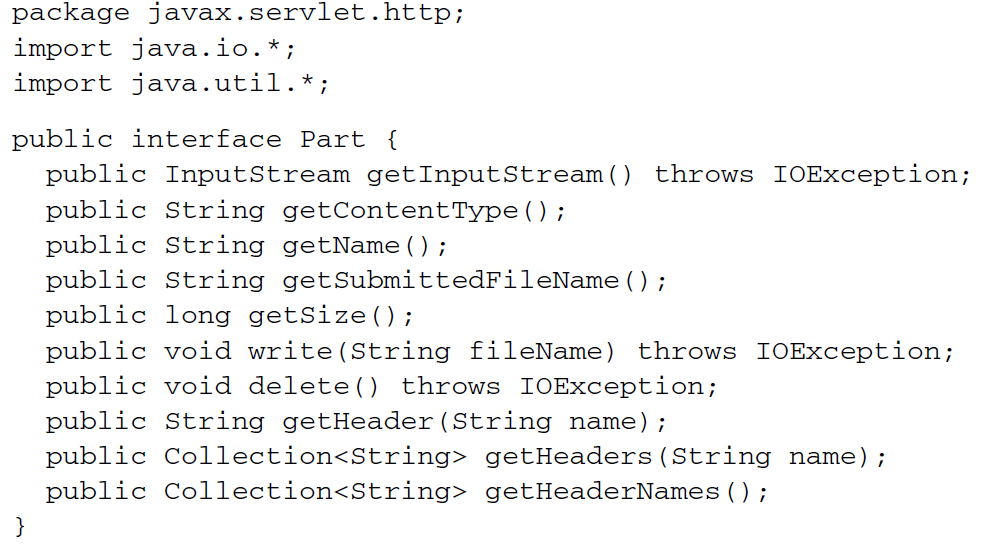 package javax.servlet.http;
import java.io.*;
import java.util.*;
public interface Part {
  public InputStream getInputStream() throws IOException;
  public String getContentType();
  public String getName();
  public String getSubmittedFileName();
  public long getSize();
  public void write(String fileName) throws IOException;
  public void delete() throws IOException;
  public String getHeader(String name);
  public Collection<String> getHeaders(String name);
  public Collection<String> getHeaderNames();
}